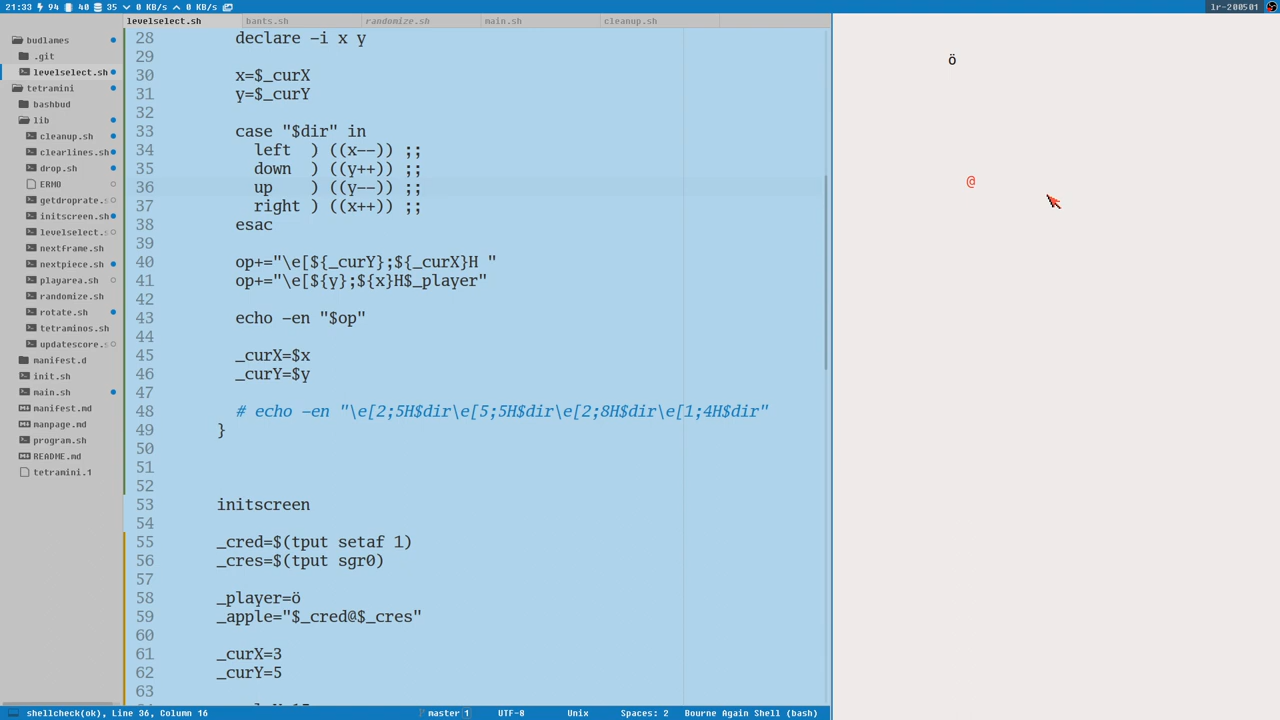 21:33 94 40 35 0 KB/s 0 KB/s lr-200501
levelselect.sh bants.sh randomize.sh main.sh cleanup.sh
budlames
.git
levelselect.sh
tetramini
bashbud
lib
cleanup.sh
clearlines.sh
drop.sh
ERMO
getdroprate.s
initscreen.sh
levelselect.s
nextframe.sh
nextpiece.sh
playarea.sh
randomize.sh
rotate.sh
tetraminos.sh
updatescore.s
manifest.d
init.sh
main.sh
manifest.md
manpage.md
program.sh
README.md
tetramini.1
28 declare -i x y
29
30 x=$_curX
31 y=$_curY
32
33 case "$dir" in
34 left ) ((x--)) ;;
35 down ) ((y++)) ;;
36 up ) ((y--)) ;;
37 right ) ((x++)) ;;
38 esac
39
40 op+="\e[${_curY};${_curX}H "
41 op+="\e[${y};${x}H$_player"
42
43 echo -en "$op"
44
45 _curX=$x
46 _curY=$y
47
48 # echo -en "\e[2;5H$dir\e[5;5H$dir\e[2;8H$dir\e[1;4H$dir"
49 }
50
51
52
53 initscreen
54
55 _cred=$(tput setaf 1)
56 _cres=$(tput sgr0)
57
58 _player=ö
59 _apple="$_cred@$_cres"
60
61 _curX=3
62 _curY=5
63
ö
@
shellcheck(ok), Line 36, Column 16 master 1 UTF-8 Unix Spaces: 2 Bourne Again Shell (bash)